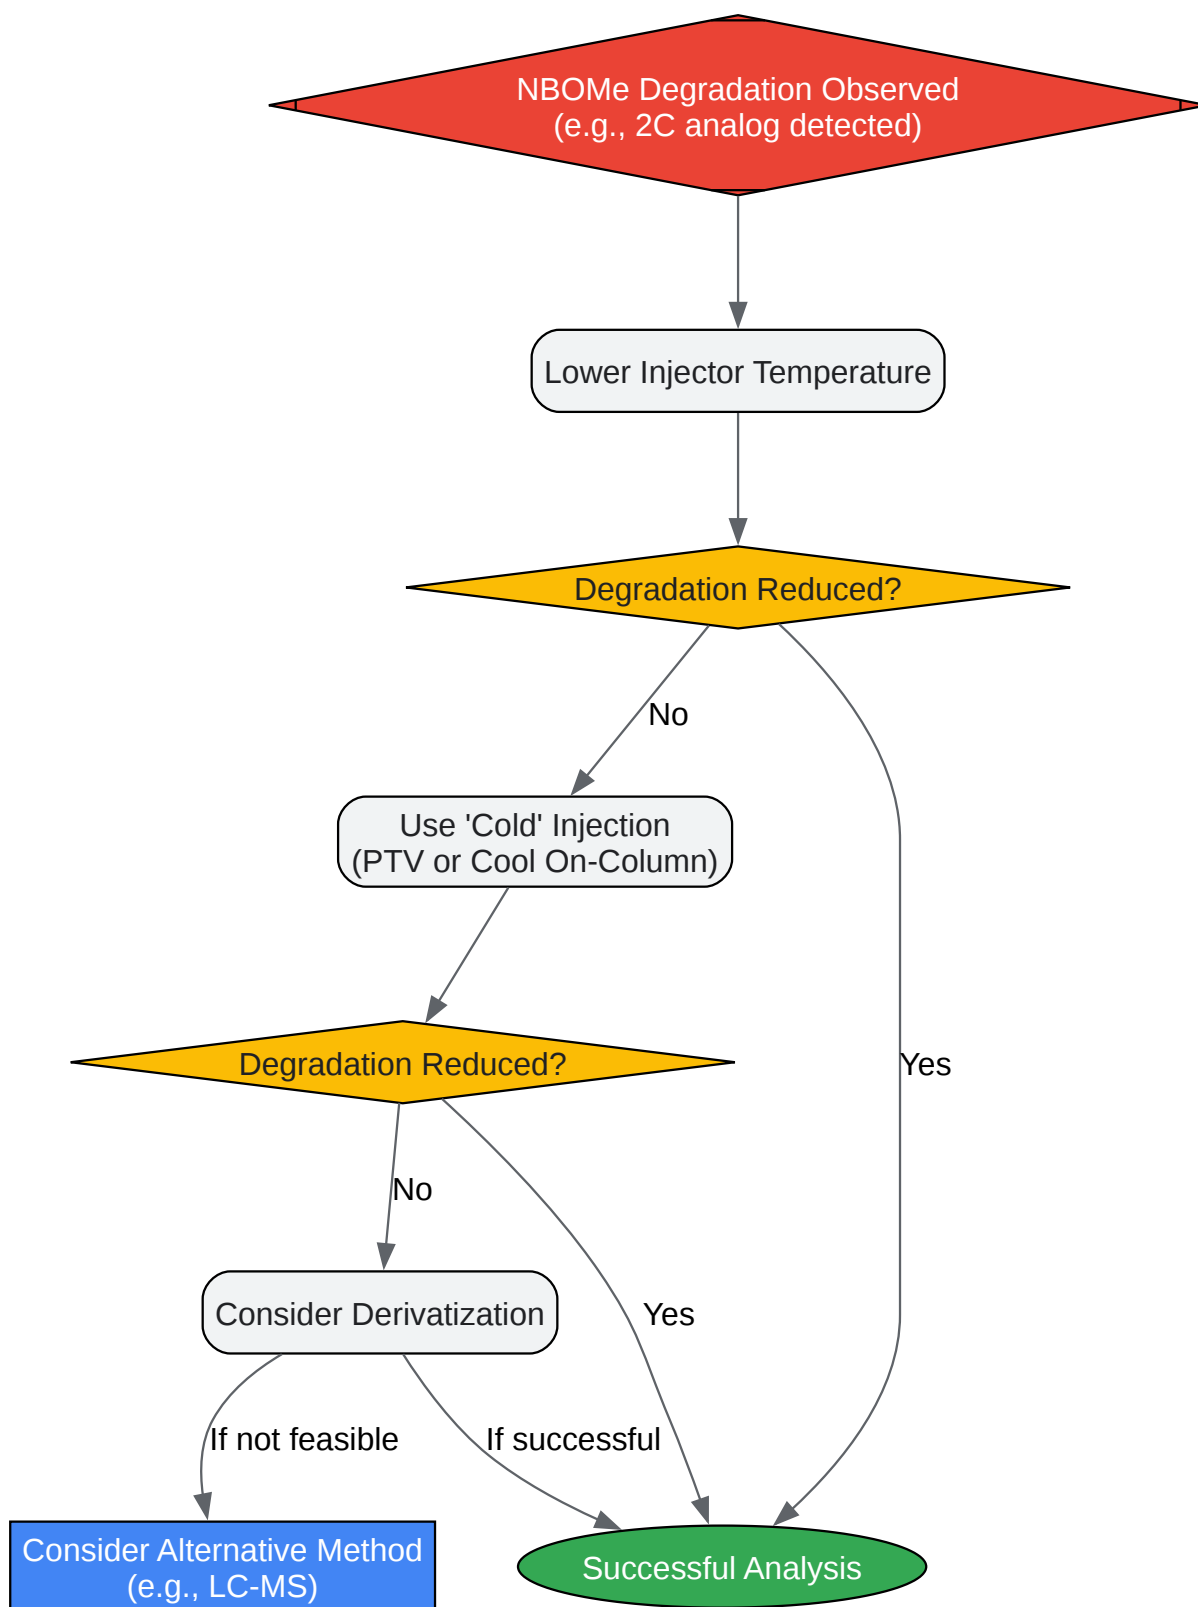 NBOMe Degradation Observed
(e.g., 2C analog detected)
Lower Injector Temperature
Degradation Reduced?
No
Use 'Cold' Injection
(PTV or Cool On-Column)
Degradation Reduced?
Yes
No
Consider Derivatization
Yes
If not feasible
If successful
Consider Alternative Method
(e.g., LC-MS)
Successful Analysis